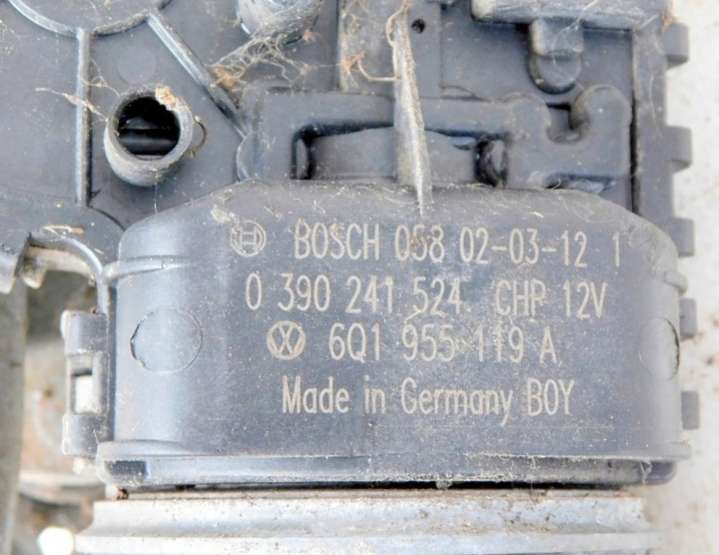 BOSCH 058 02-03-12 1
0 390 241 524 CHP 12V
6Q1 955 119 A
Made in Germany BOY